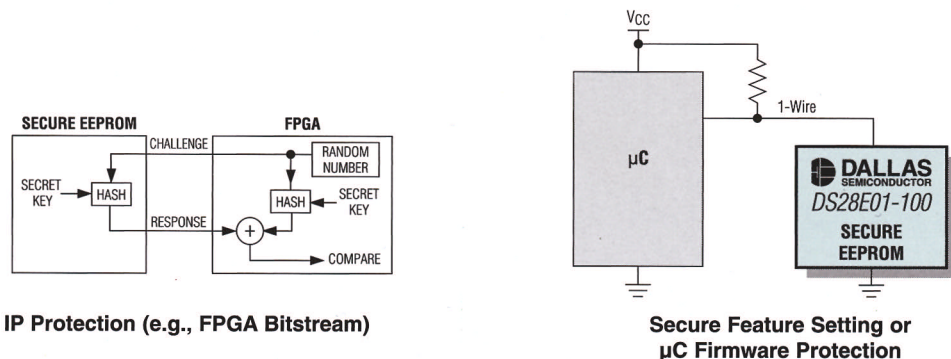 SECURE EEPROM
FPGA
CHALLENGE
RANDOM
NUMBER
SECRET
KEY
HASH
HASH
SECRET
KEY
RESPONSE
+
COMPARE
IP Protection (e.g., FPGA Bitstream)
VCC
1-Wire
µC
DALLAS
SEMICONDUCTOR
DS28E01-100
SECURE
EEPROM
Secure Feature Setting or
µC Firmware Protection